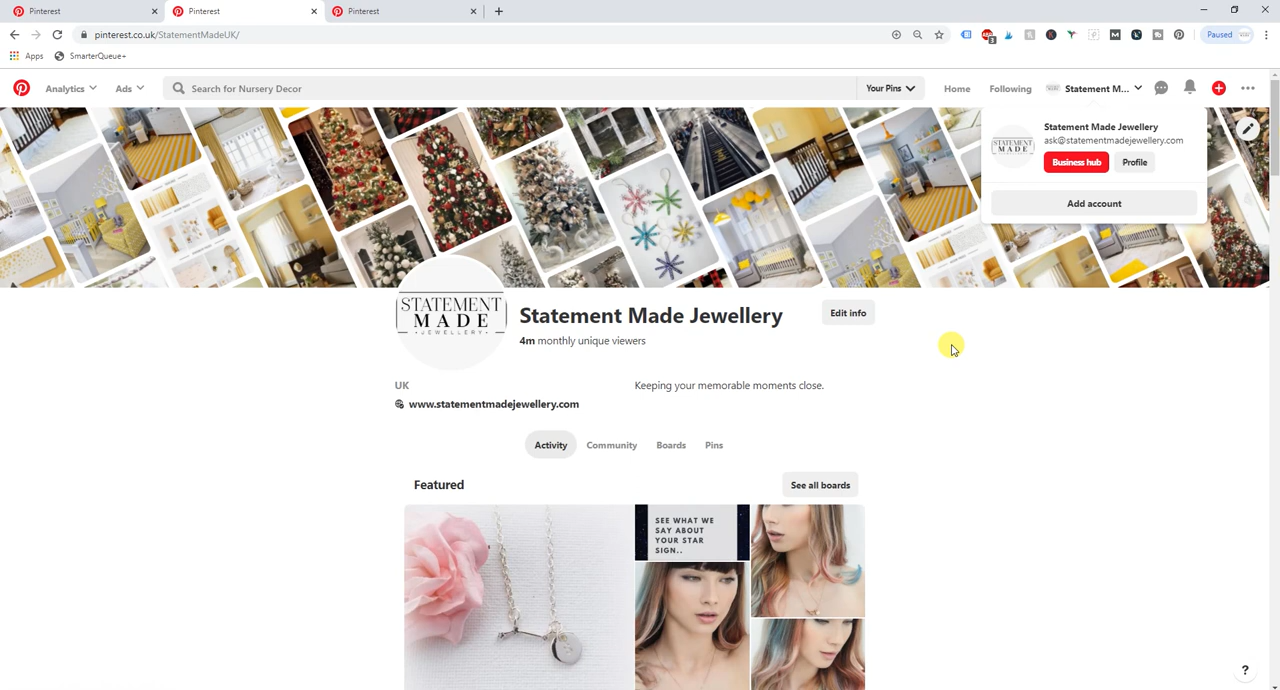 Pinterest
Pinterest
Pinterest
pinterest.co.uk/StatementMadeUK/
Paused
Apps
SmarterQueue+
Analytics
Ads
Search for Nursery Decor
Your Pins
Home
Following
Statement M...
Statement Made Jewellery
ask@statementmadejewellery.com
Business hub
Profile
Add account
STATEMENT
MADE
STATEMENT
MADE
• JEWELLERY •
Statement Made Jewellery
Edit info
4m monthly unique viewers
UK
Keeping your memorable moments close.
www.statementmadejewellery.com
Activity
Community
Boards
Pins
Featured
See all boards
SEE WHAT WE
SAY ABOUT
YOUR STAR
SIGN..
?